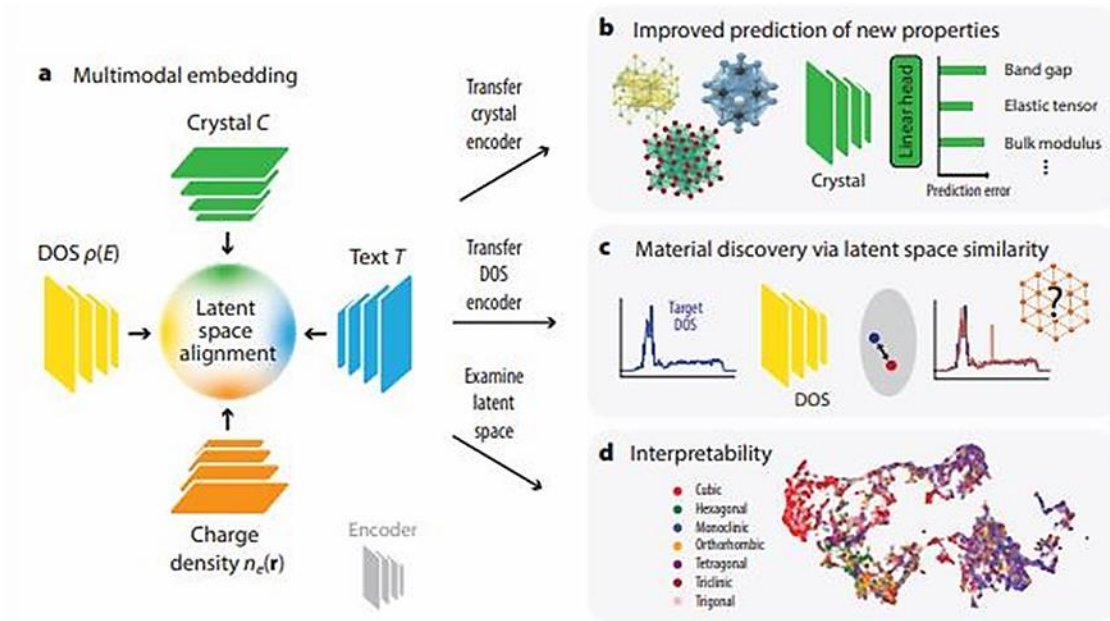 a Multimodal embedding
Crystal C
DOS ρ(E)
Text T
Latent
space
alignment
Charge
density nₑ(r)
Encoder
Transfer
crystal
encoder
Transfer
DOS
encoder
Examine
latent
space
b Improved prediction of new properties
Crystal
Linear head
Band gap
Elastic tensor
Bulk modulus
⋮
Prediction error
c Material discovery via latent space similarity
Target
DOS
DOS
?
d Interpretability
Cubic
Hexagonal
Monoclinic
Orthorhombic
Tetragonal
Triclinic
Trigonal